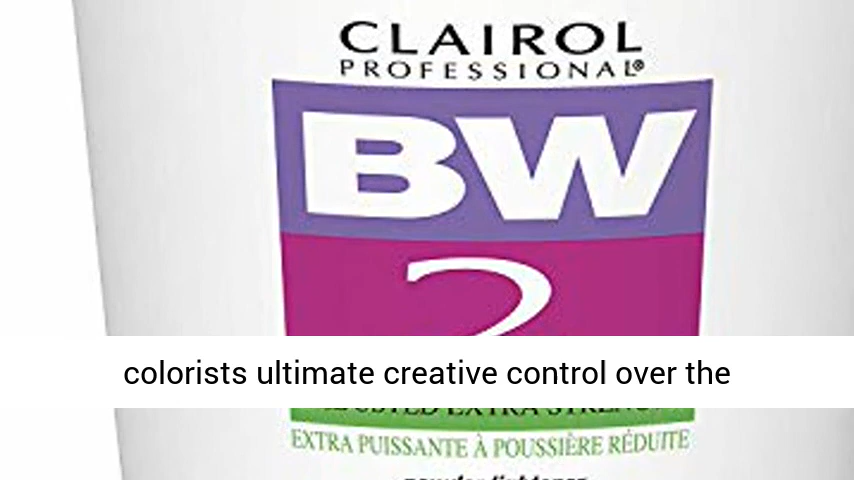 CLAIROL
PROFESSIONAL®
BW
2
colorists ultimate creative control over the
EXTRA PUISSANTE À POUSSIÈRE RÉDUITE